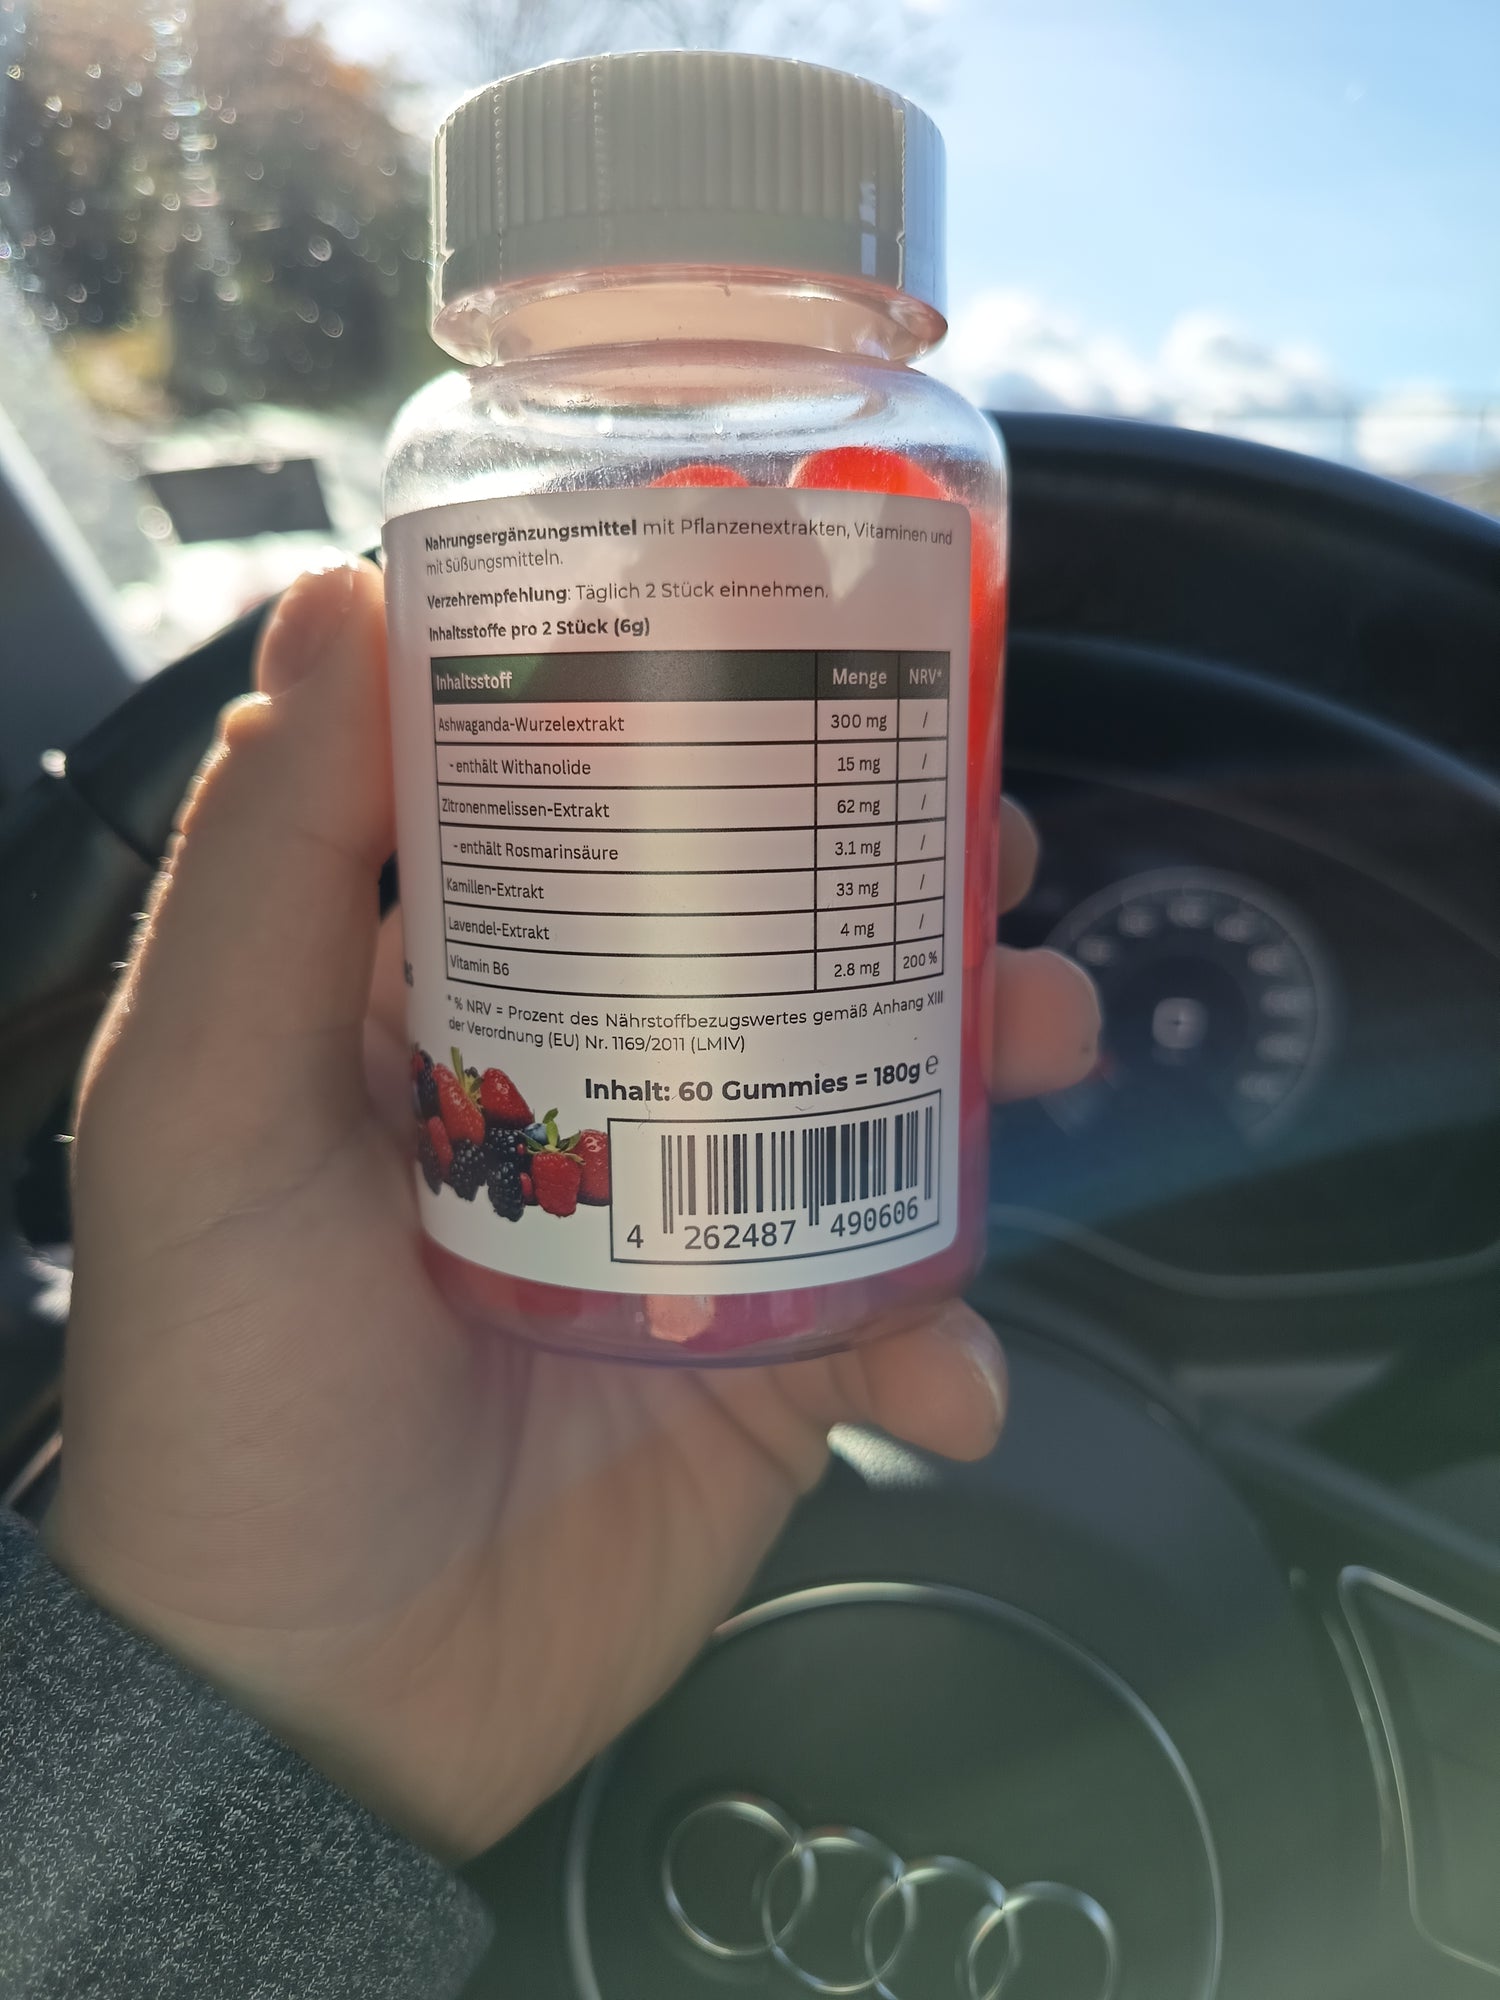 Nahrungsergänzungsmittel mit Pflanzenextrakten, Vitaminen und
mit Süßungsmitteln.
Verzehrempfehlung: Täglich 2 Stück einnehmen.
Inhaltsstoffe pro 2 Stück (6g)
Inhaltsstoff Menge NRV*
Ashwaganda-Wurzelextrakt 300 mg /
- enthält Withanolide 15 mg /
Zitronenmelissen-Extrakt 62 mg /
- enthält Rosmarinsäure 3.1 mg /
Kamillen-Extrakt 33 mg /
Lavendel-Extrakt 4 mg /
Vitamin B6 2.8 mg 200 %
* % NRV = Prozent des Nährstoffbezugswertes gemäß Anhang XIII
der Verordnung (EU) Nr. 1169/2011 (LMIV)
Inhalt: 60 Gummies = 180g ℮
4 262487 490606